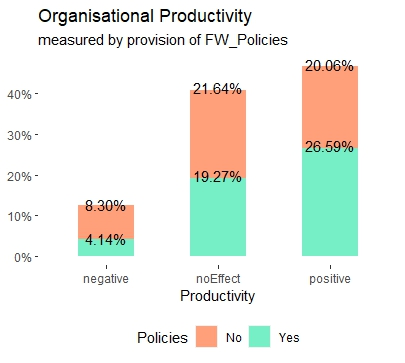 Organisational Productivity
measured by provision of FW_Policies
20.06%
21.64%
40%
30%
26.59%
20%
19.27%
8.30%
10%
4.14%
0%
negative noEffect positive
Productivity
Policies No Yes